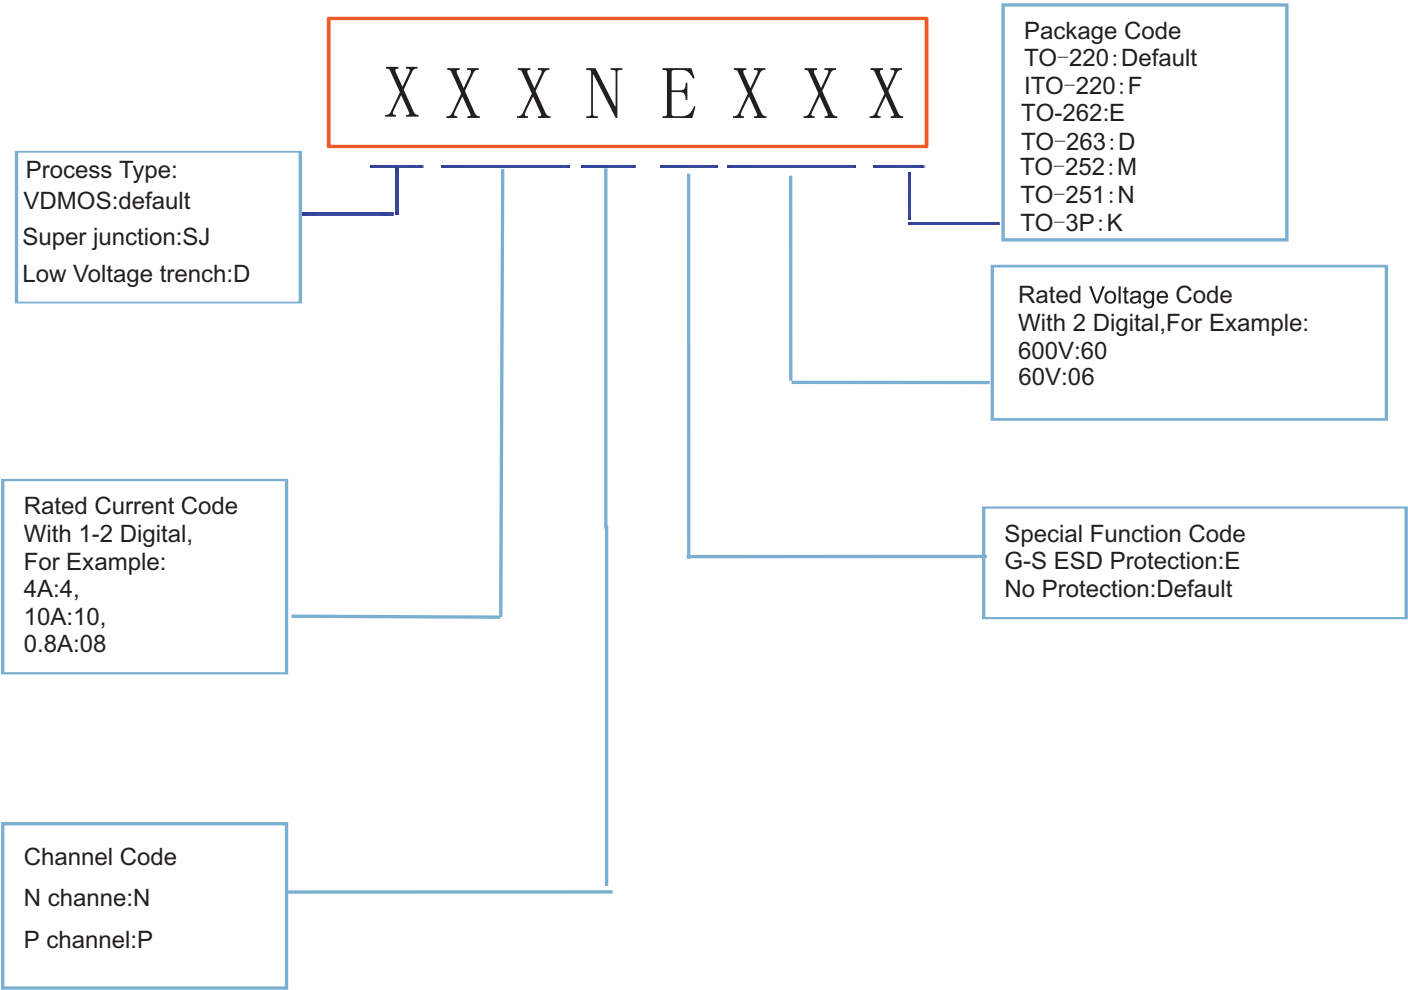 X X X N E X X X
Process Type:
VDMOS:default
Super junction:SJ
Low Voltage trench:D
Package Code
TO-220:Default
ITO-220:F
TO-262:E
TO-263:D
TO-252:M
TO-251:N
TO-3P:K
Rated Voltage Code
With 2 Digital,For Example:
600V:60
60V:06
Rated Current Code
With 1-2 Digital,
For Example:
4A:4,
10A:10,
0.8A:08
Special Function Code
G-S ESD Protection:E
No Protection:Default
Channel Code
N channe:N
P channel:P